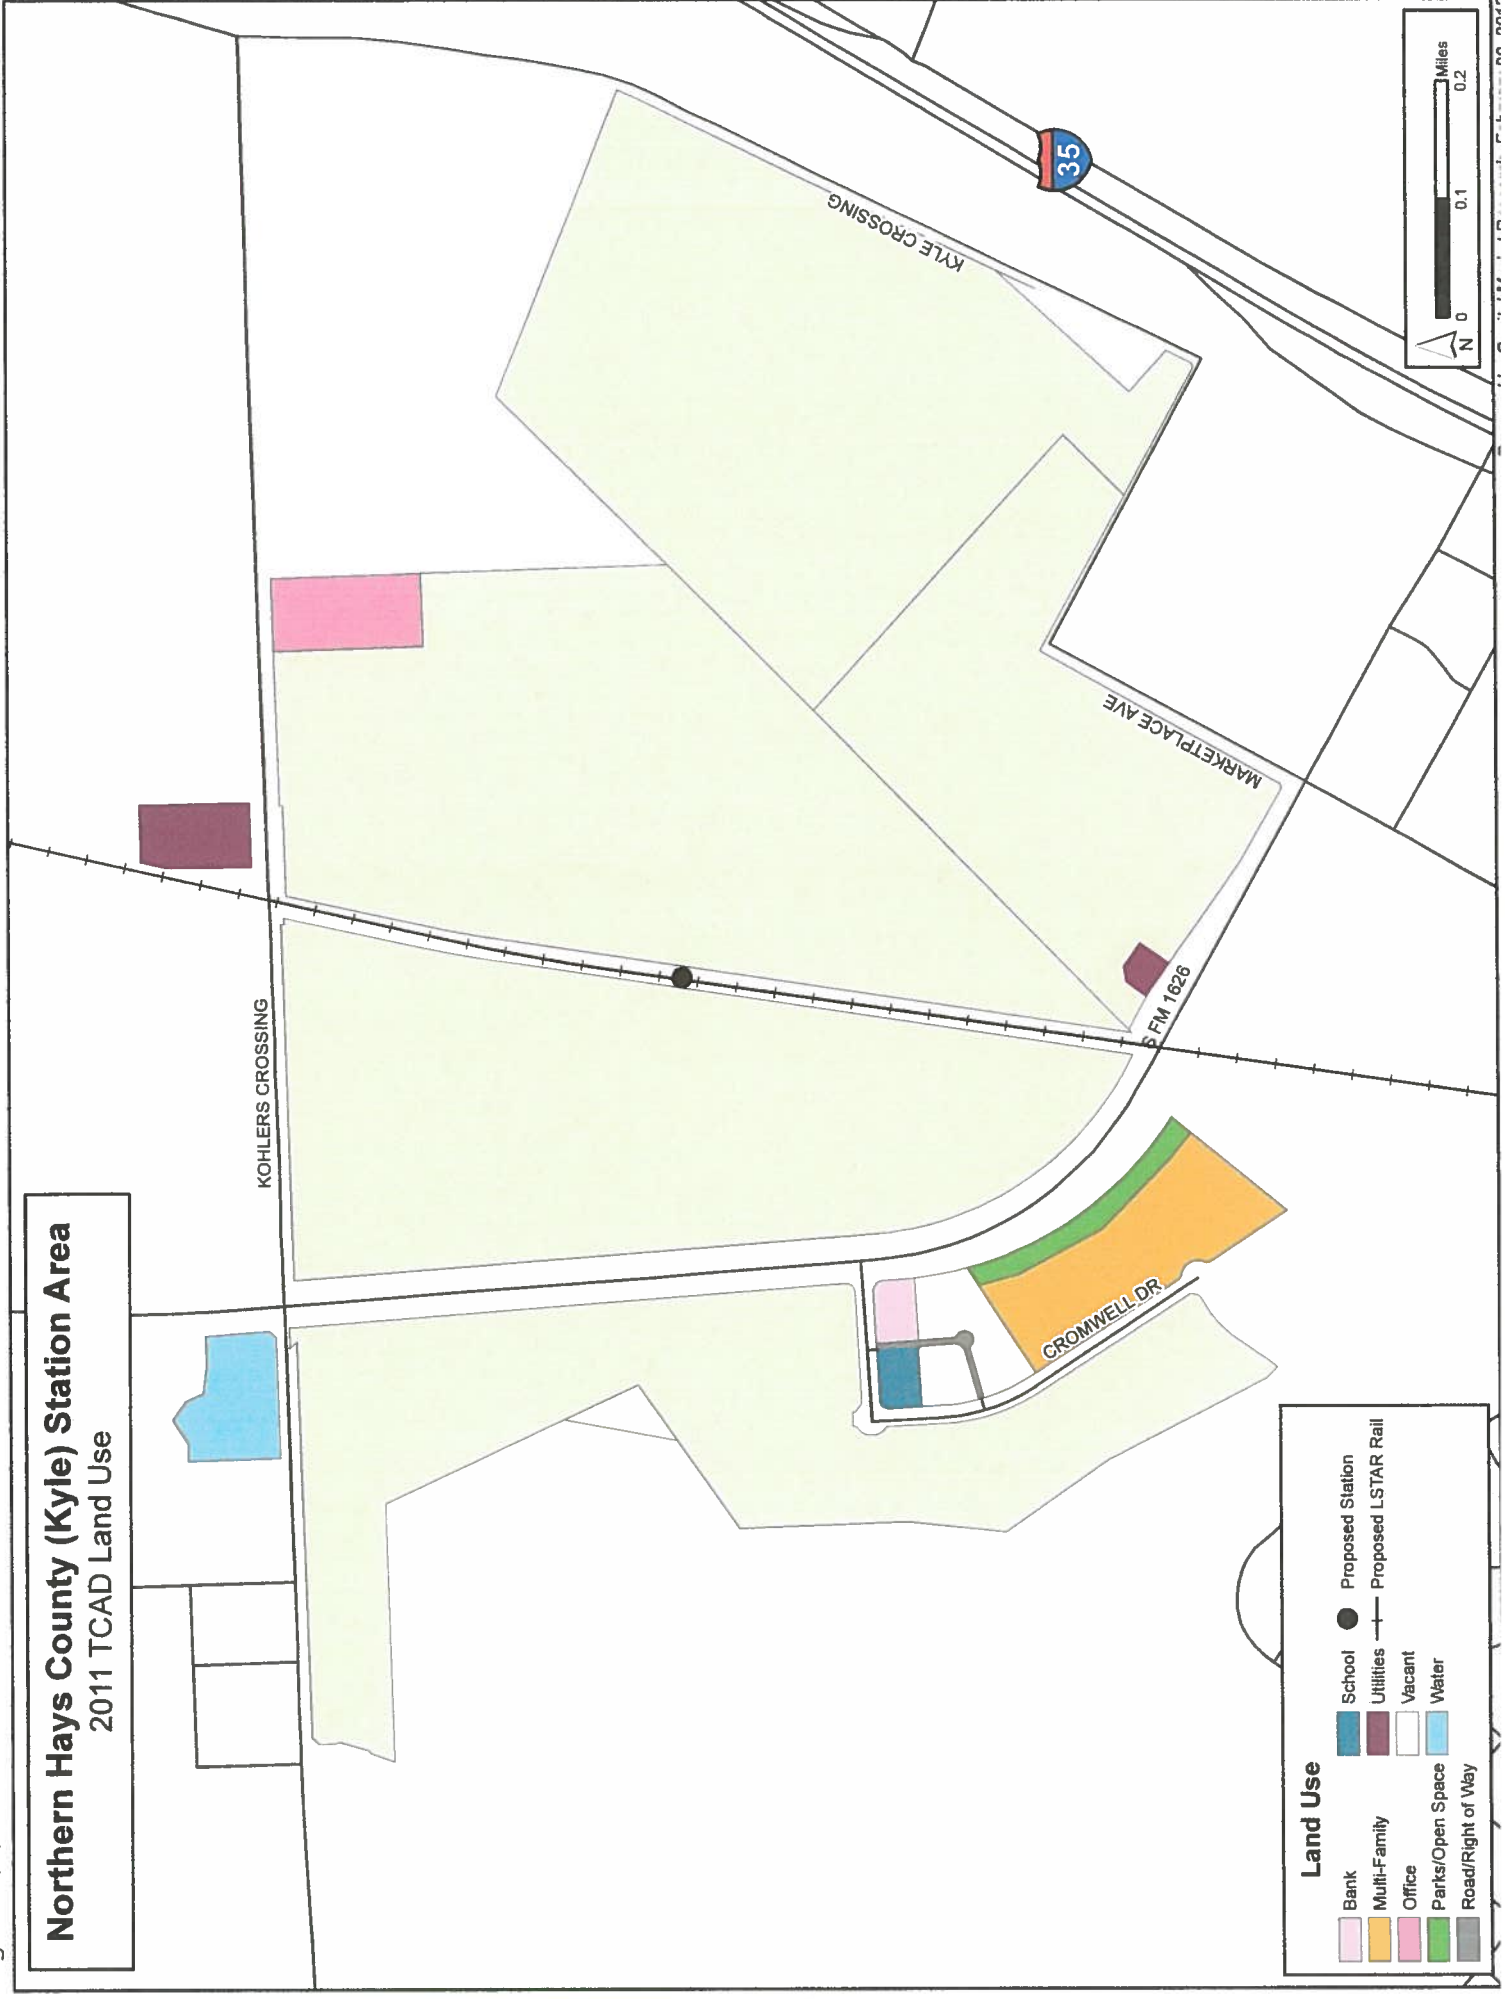 Northern Hays County (Kyle) Station Area
2011 TCAD Land Use
KOHLERS CROSSING
KYLE CROSSING
35
MARKETPLACE AVE
S FM 1626
CROMWELL DR
Land Use
Bank
Multi-Family
Office
Parks/Open Space
Road/Right of Way
School
Utilities
Vacant
Water
Proposed Station
Proposed LSTAR Rail
N
0
0.1
0.2
Miles